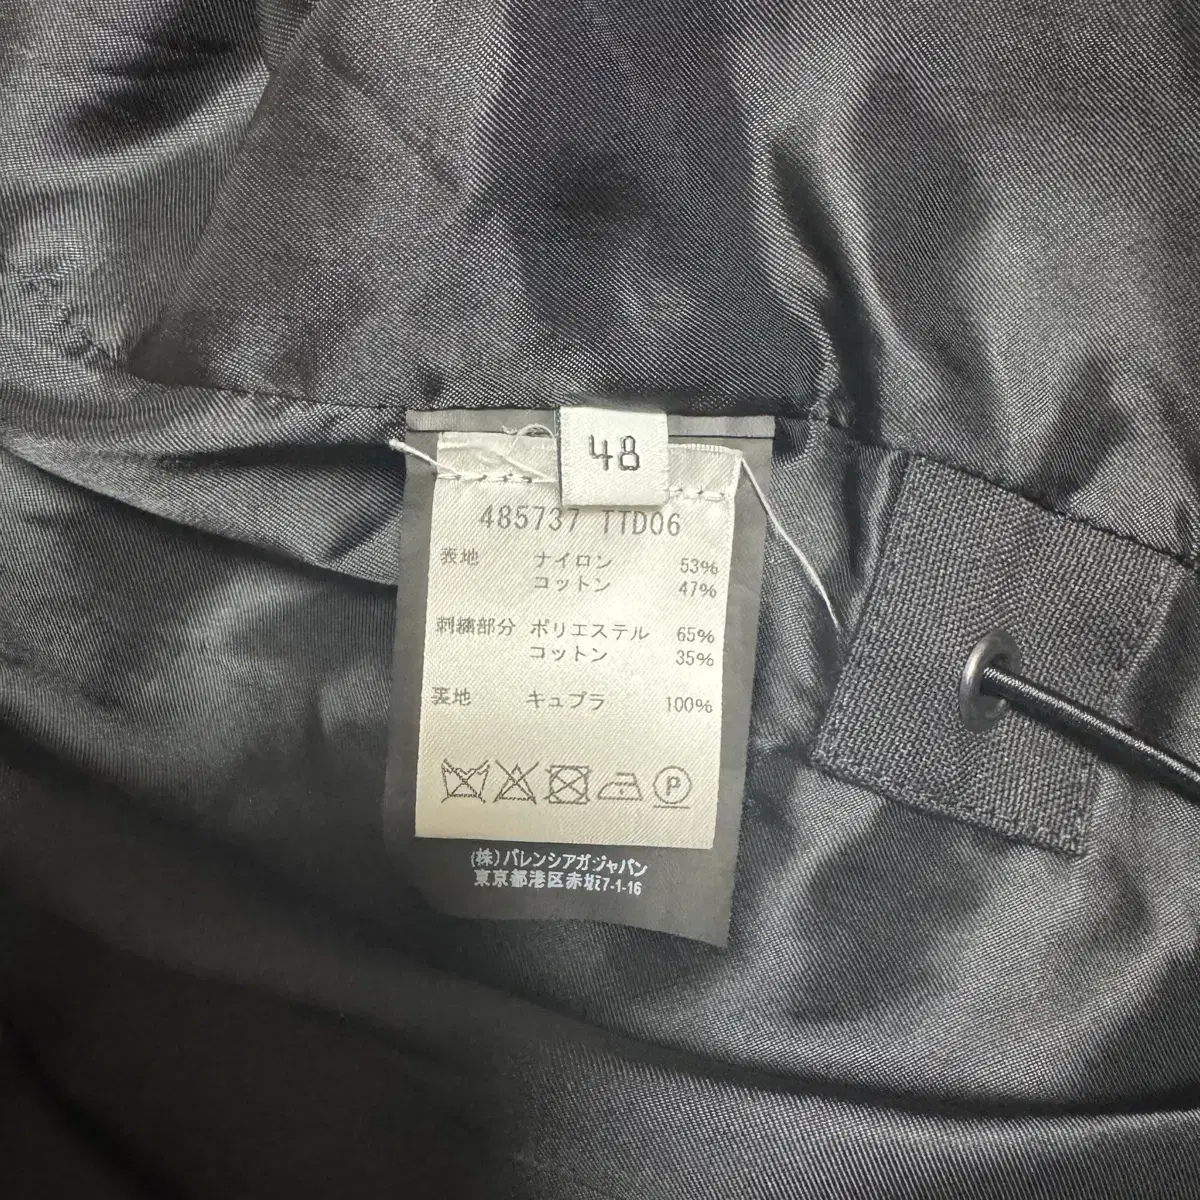 48
485737 TTD06
表地 ナイロン 53%
コットン 47%
刺繍部分 ポリエステル 65%
コットン 35%
裏地 キュプラ 100%
P
(株)バレンシアガジャパン
東京都港区赤坂7-1-16